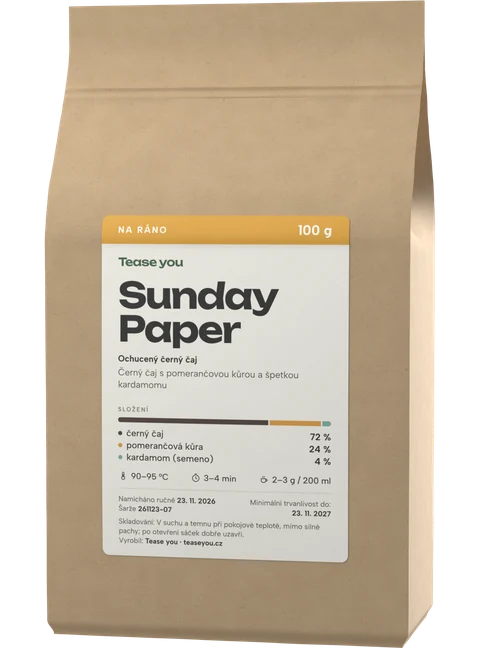 NA RÁNO
100 g
Tease you
Sunday
Paper
Ochucený černý čaj
Černý čaj s pomerančovou kůrou a špetkou
kardamomu
SLOŽENÍ
černý čaj 72 %
pomerančová kůra 24 %
kardamom (semeno) 4 %
90–95 °C 3–4 min 2–3 g / 200 ml
Namícháno ručně 23. 11. 2026
Šarže 261123-07
Minimální trvanlivost do:
23. 11. 2027
Skladování: V suchu a temnu při pokojové teplotě, mimo silné
pachy; po otevření sáček dobře uzavři.
Vyrobil: Tease you · teaseyou.cz